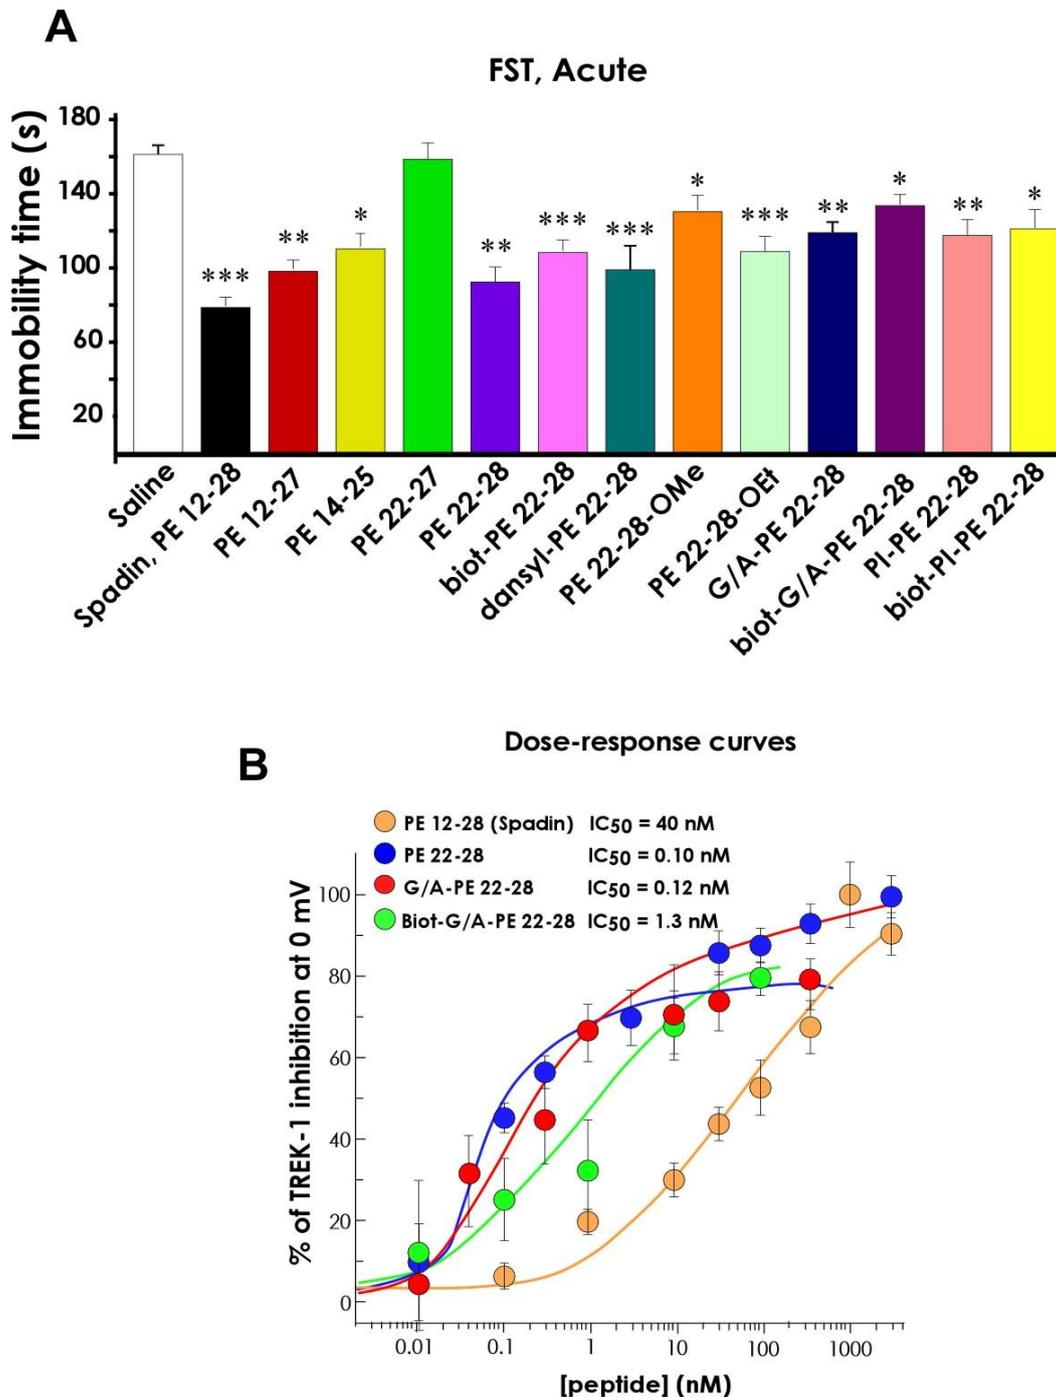 A
FST, Acute
Immobility time (s)
180
140
100
60
20
***
**
*
**
***
***
*
***
**
*
**
*
Saline
Spadin, PE 12-28
PE 12-27
PE 14-25
PE 22-27
PE 22-28
biot-PE 22-28
dansyl-PE 22-28
PE 22-28-OMe
PE 22-28-OEt
G/A-PE 22-28
biot-G/A-PE 22-28
PI-PE 22-28
biot-PI-PE 22-28
B
Dose-response curves
PE 12-28 (Spadin) IC50 = 40 nM
PE 22-28 IC50 = 0.10 nM
G/A-PE 22-28 IC50 = 0.12 nM
Biot-G/A-PE 22-28 IC50 = 1.3 nM
% of TREK-1 inhibition at 0 mV
100
80
60
40
20
0
0.01 0.1 1 10 100 1000
[peptide] (nM)